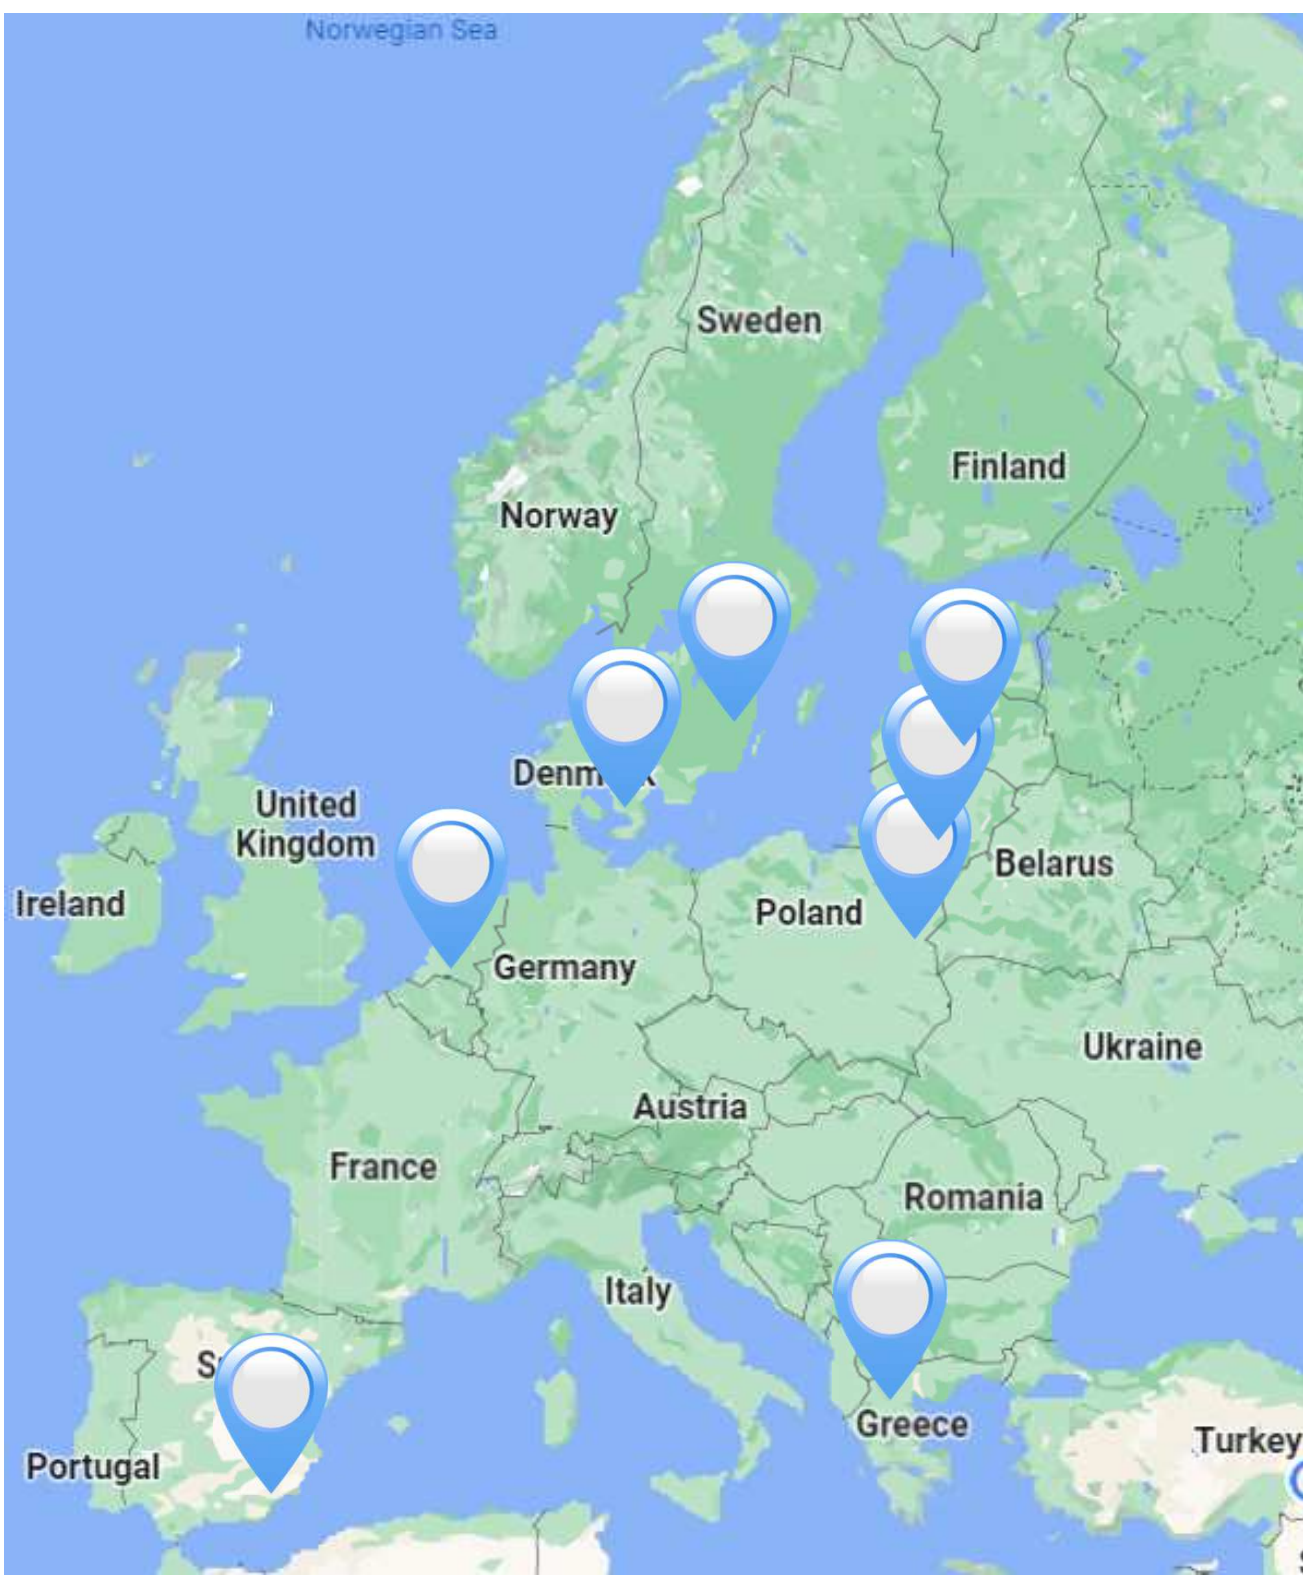 Norwegian Sea
Sweden
Finland
Norway
United
Kingdom
Belarus
Ireland
Poland
Germany
Ukraine
Austria
France
Romania
Italy
Greece
Turkey
Portugal